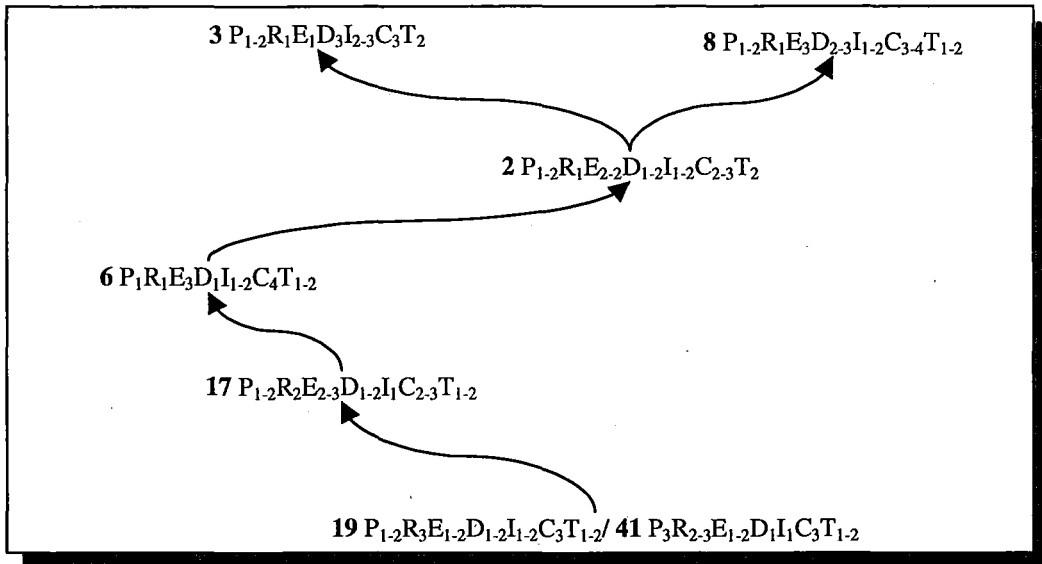 3 P₁₋₂R₁E₁D₃I₂₋₃C₃T₂
8 P₁₋₂R₁E₃D₂₋₃I₁₋₂C₃₋₄T₁₋₂
2 P₁₋₂R₁E₂₋₂D₁₋₂I₁₋₂C₂₋₃T₂
6 P₁R₁E₃D₁I₁₋₂C₄T₁₋₂
17 P₁₋₂R₂E₂₋₃D₁₋₂I₁C₂₋₃T₁₋₂
19 P₁₋₂R₃E₁₋₂D₁₋₂I₁₋₂C₃T₁₋₂/ 41 P₃R₂₋₃E₁₋₂D₁I₁C₃T₁₋₂